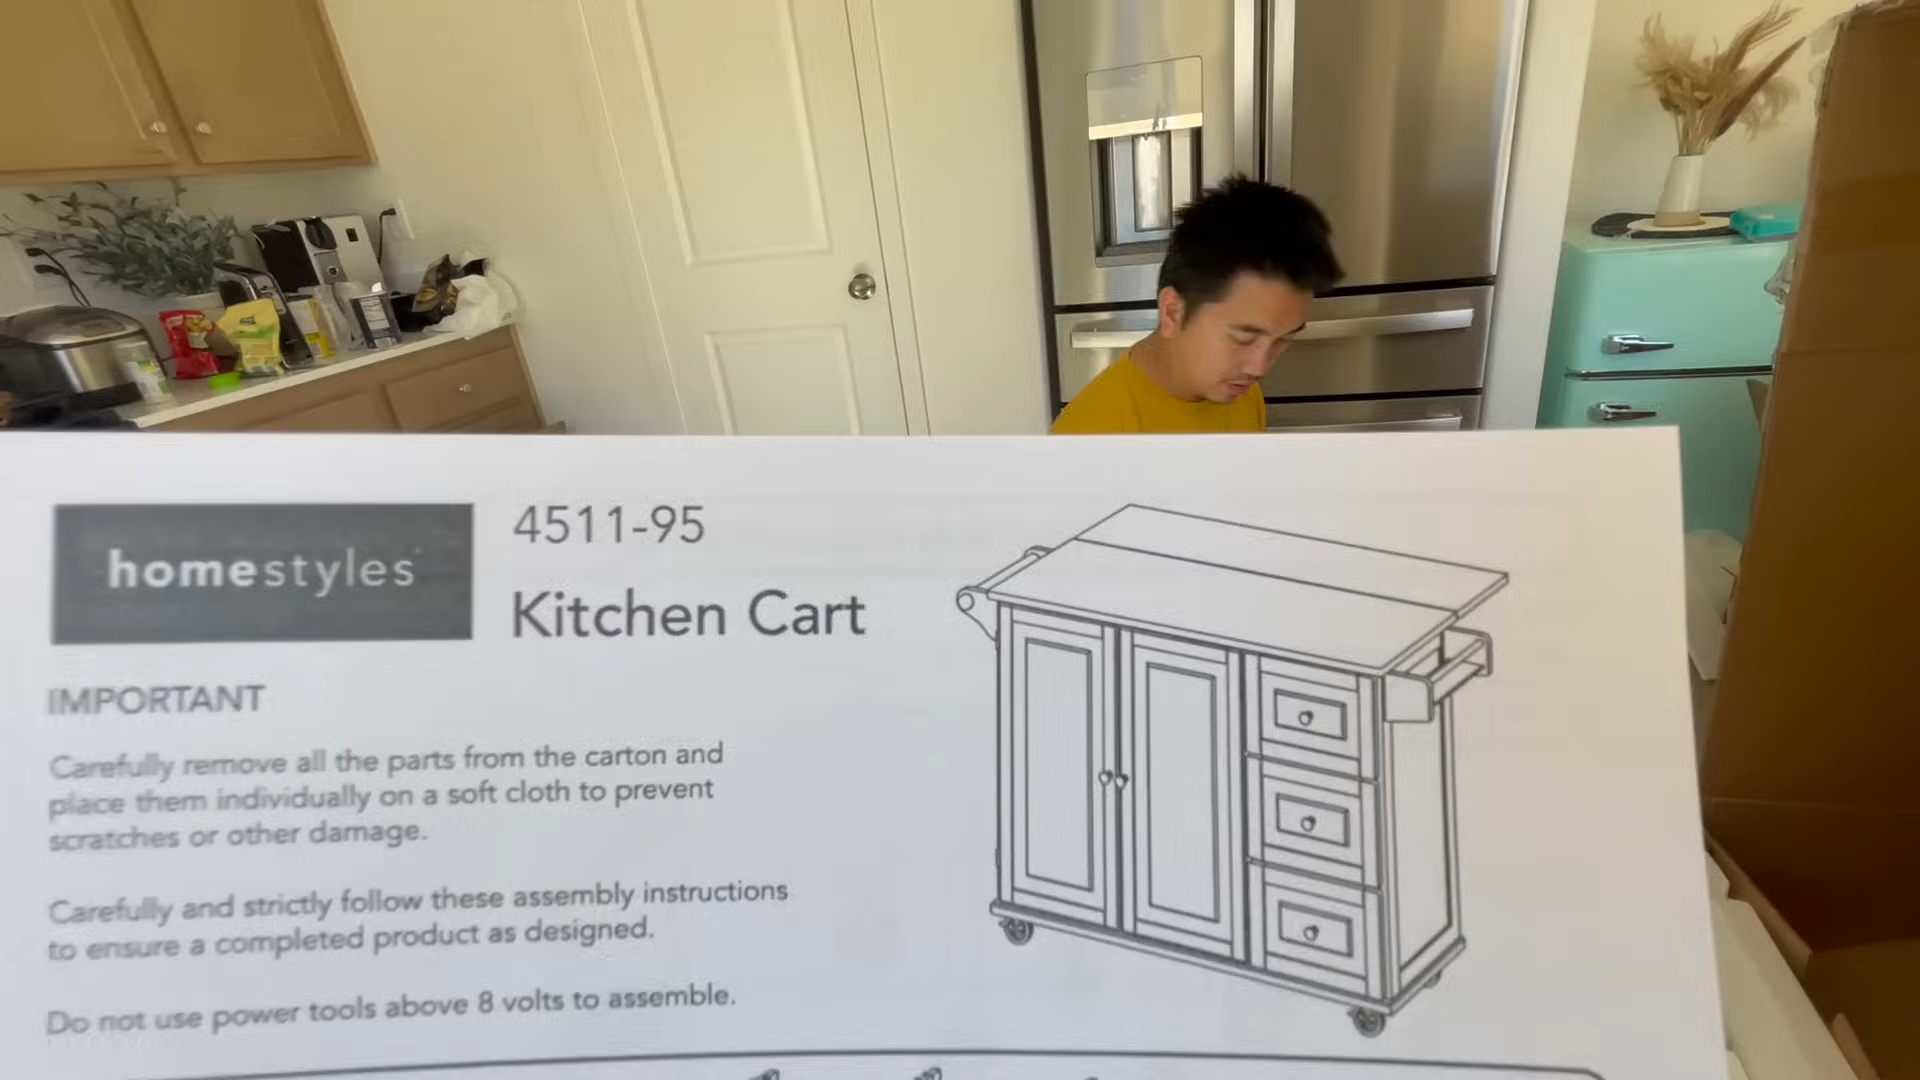 homestyles
4511-95
Kitchen Cart
IMPORTANT
Carefully remove all the parts from the carton and
place them individually on a soft cloth to prevent
scratches or other damage.
Carefully and strictly follow these assembly instructions
to ensure a completed product as designed.
Do not use power tools above 8 volts to assemble.